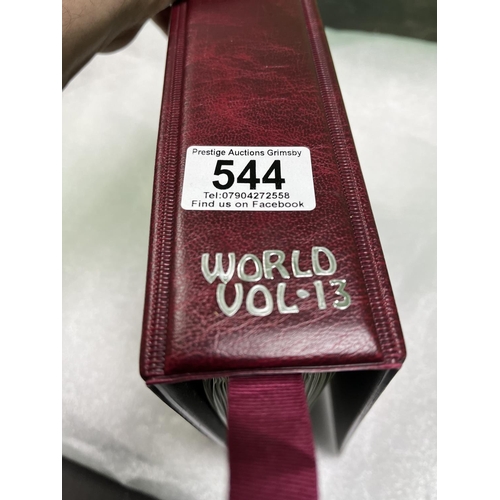 Prestige Auctions Grimsby
544
Tel:07904272558
Find us on Facebook
WORLD
VOL·13